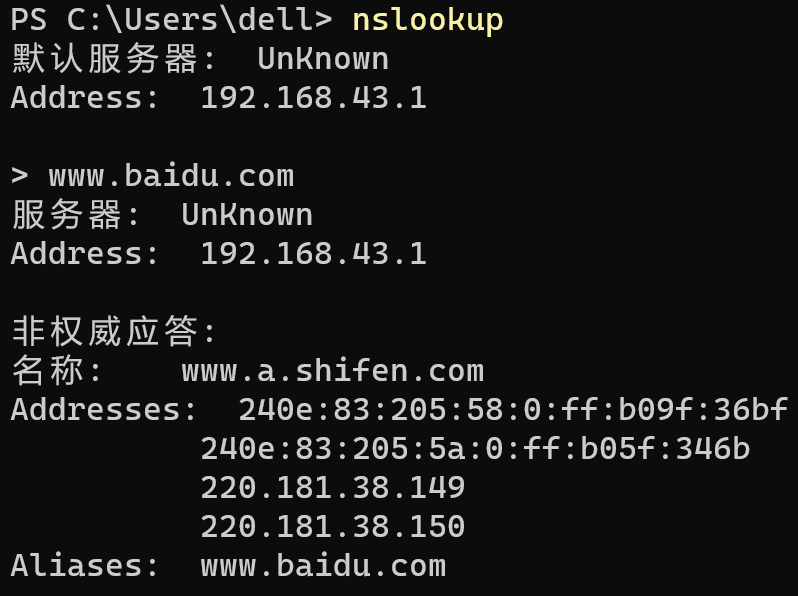 PS C:\Users\dell> nslookup
默认服务器:  UnKnown
Address:  192.168.43.1

> www.baidu.com
服务器:  UnKnown
Address:  192.168.43.1

非权威应答:
名称:    www.a.shifen.com
Addresses:  240e:83:205:58:0:ff:b09f:36bf
          240e:83:205:5a:0:ff:b05f:346b
          220.181.38.149
          220.181.38.150
Aliases:  www.baidu.com